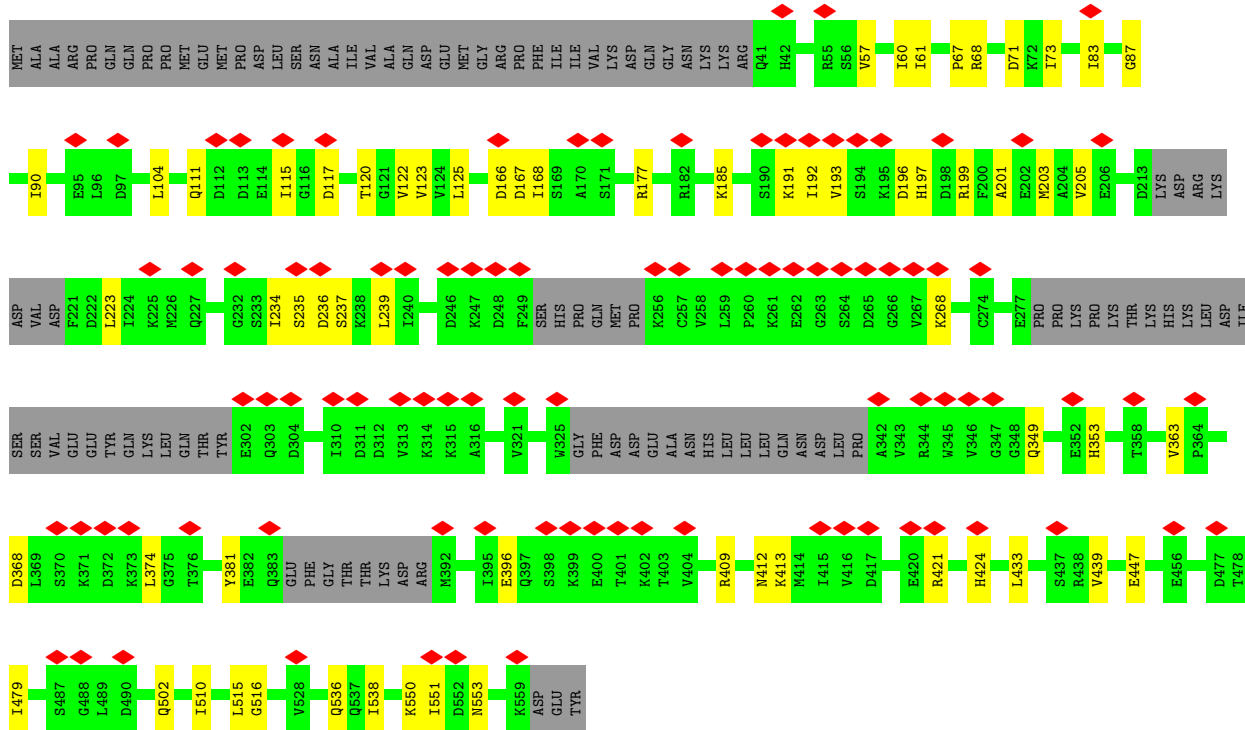 MET ALA ALA ARG PRO GLN GLN PRO PRO MET GLU MET PRO ASP LEU SER ASN ALA ILE VAL ALA GLN ASP GLU MET GLY ARG PRO PHE ILE ILE VAL LYS ASP GLN GLY ASN LYS LYS ARG Q41 H42 R55 S56 V57 I60 I61 P67 R68 D71 K72 I73 I83 G87
I90 E95 L96 D97 L104 Q111 D112 D113 E114 I115 G116 D117 T120 G121 V122 V123 V124 L125 D166 D167 I168 S169 A170 S171 R177 R182 K185 S190 K191 I192 V193 S194 K195 D196 H197 D198 R199 F200 A201 E202 M203 A204 V205 E206 D213 LYS ASP ARG LYS
ASP VAL ASP F221 D222 L223 I224 K225 M226 Q227 G232 S233 I234 S235 D236 S237 K238 L239 I240 D246 K247 D248 F249 SER HIS PRO GLN MET PRO K256 C257 V258 L259 P260 K261 E262 G263 S264 D265 G266 V267 K268 C274 E277 PRO PRO LYS PRO LYS THR LYS HIS LYS LEU ASP ILE
SER SER VAL GLU GLU TYR GLN LYS LEU GLN THR TYR E302 Q303 D304 I310 D311 D312 V313 K314 K315 A316 V321 W325 GLY PHE ASP ASP GLU ALA ASN HIS LEU LEU LEU GLN ASN ASP LEU PRO A342 V343 R344 W345 V346 G347 G348 Q349 E352 H353 T358 V363 P364
D368 L369 S370 K371 D372 K373 L374 G375 T376 Y381 E382 Q383 GLU PHE GLY THR THR LYS ASP ARG M392 I395 E396 Q397 S398 K399 E400 T401 K402 T403 V404 R409 N412 K413 M414 I415 V416 D417 E420 R421 H424 L433 S437 R438 V439 E447 E456 D477 T478
I479 S487 G488 L489 D490 Q502 I510 L515 G516 V528 Q536 Q537 I538 K550 I551 D552 N553 K559 ASP GLU TYR